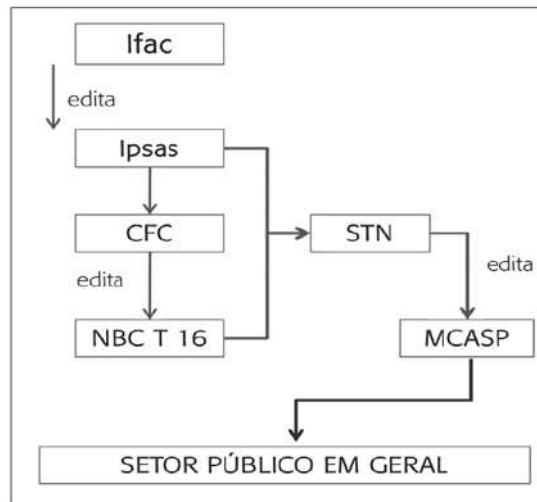 Ifac
edita
Ipsas
CFC
STN
edita
edita
NBC T 16
MCASP
SETOR PÚBLICO EM GERAL